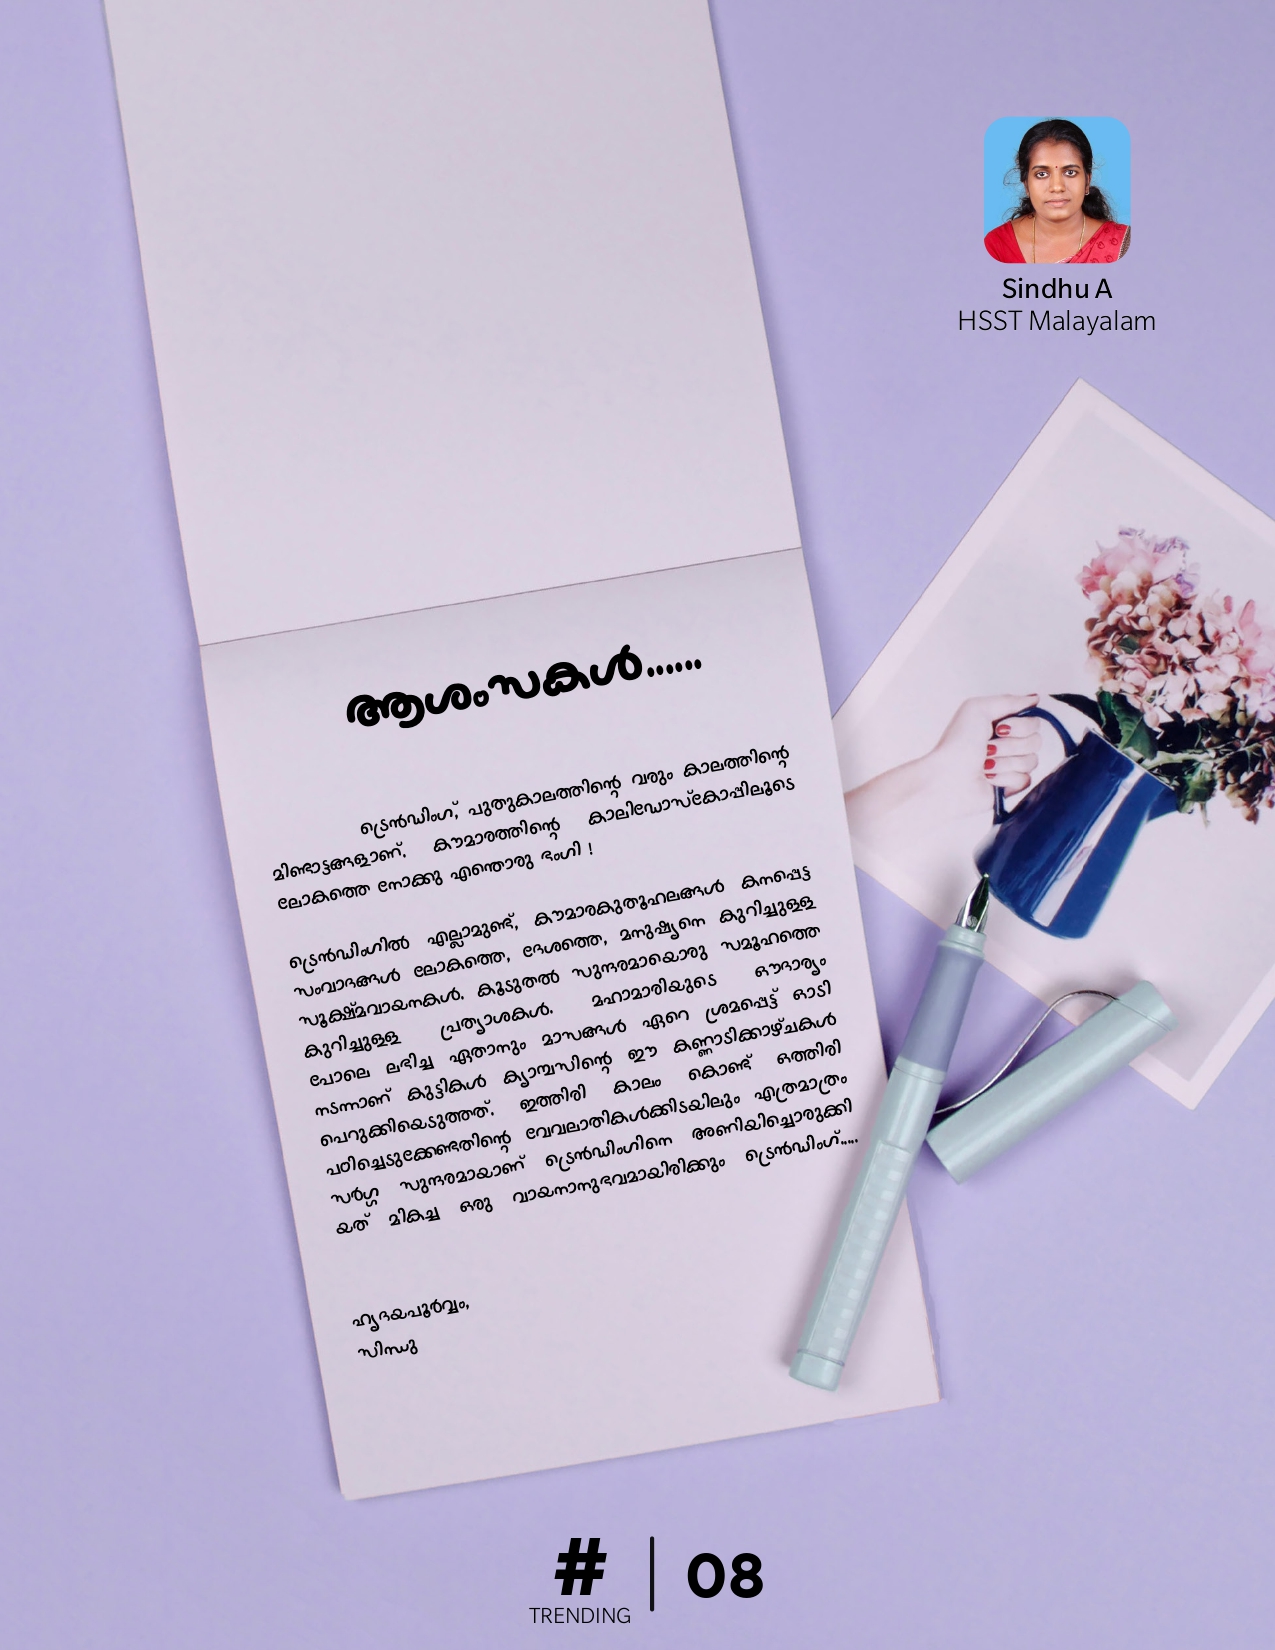 Sindhu A
HSST Malayalam
ആശംസകൾ......
ട്രെൻഡിംഗ്, പുതുകാലത്തിന്റെ വരും കാലത്തിന്റെ
മിണ്ടാട്ടങ്ങളാണ്. കൗമാരത്തിന്റെ കാലിഡോസ്കോപ്പിലൂടെ
ലോകത്തെ നോക്കൂ എന്തൊരു ഭംഗി !
ട്രെൻഡിംഗിൽ എല്ലാമുണ്ട്, കൗമാരകുതൂഹലങ്ങൾ കനപ്പെട്ട
സംവാദങ്ങൾ ലോകത്തെ, ദേശത്തെ, മനുഷ്യനെ കുറിച്ചുള്ള
സൂക്ഷ്മവായനകൾ. കൂടുതൽ സുന്ദരമായൊരു സമൂഹത്തെ
കുറിച്ചുള്ള പ്രത്യാശകൾ. മഹാമാരിയുടെ ഔദാര്യം
പോലെ ലഭിച്ച ഏതാനും മാസങ്ങൾ ഏറെ ശ്രമപ്പെട്ട് ഓടി
നടന്നാണ് കുട്ടികൾ ക്യാമ്പസിന്റെ ഈ കണ്ണാടിക്കാഴ്ചകൾ
പെറുക്കിയെടുത്തത്. ഇത്തിരി കാലം കൊണ്ട് ഒത്തിരി
പഠിച്ചെടുക്കേണ്ടതിന്റെ വേവലാതികൾക്കിടയിലും എത്രമാത്രം
സർഗ്ഗ സുന്ദരമായാണ് ട്രെൻഡിംഗിനെ അണിയിച്ചൊരുക്കി
യത് മികച്ച ഒരു വായനാനുഭവമായിരിക്കും ട്രെൻഡിംഗ്.....
ഹൃദയപൂർവ്വം,
സിന്ധു
# | 08
TRENDING